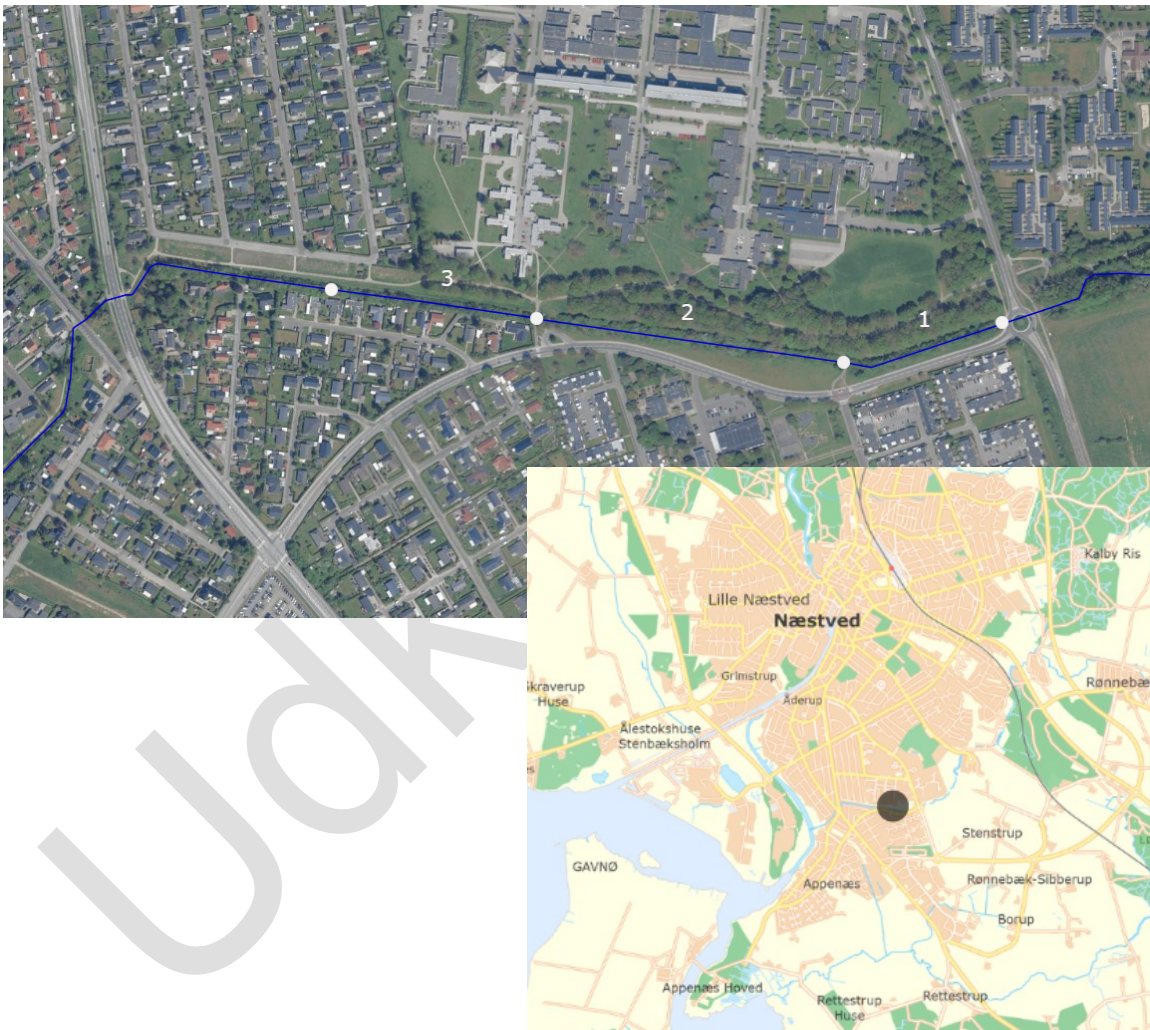 3
2
1
Udk
Kalby Ris
Lille Næstved
Næstved
Grimstrup
Rønnebæ
Skraverup
Huse
Åderup
Ålestokshuse
Stenbæksholm
Stenstrup
GAVNØ
Appenæs
Rønnebæk-Sibberup
Borup
Appenæs Hoved
Rettestrup
Huse
Rettestrup